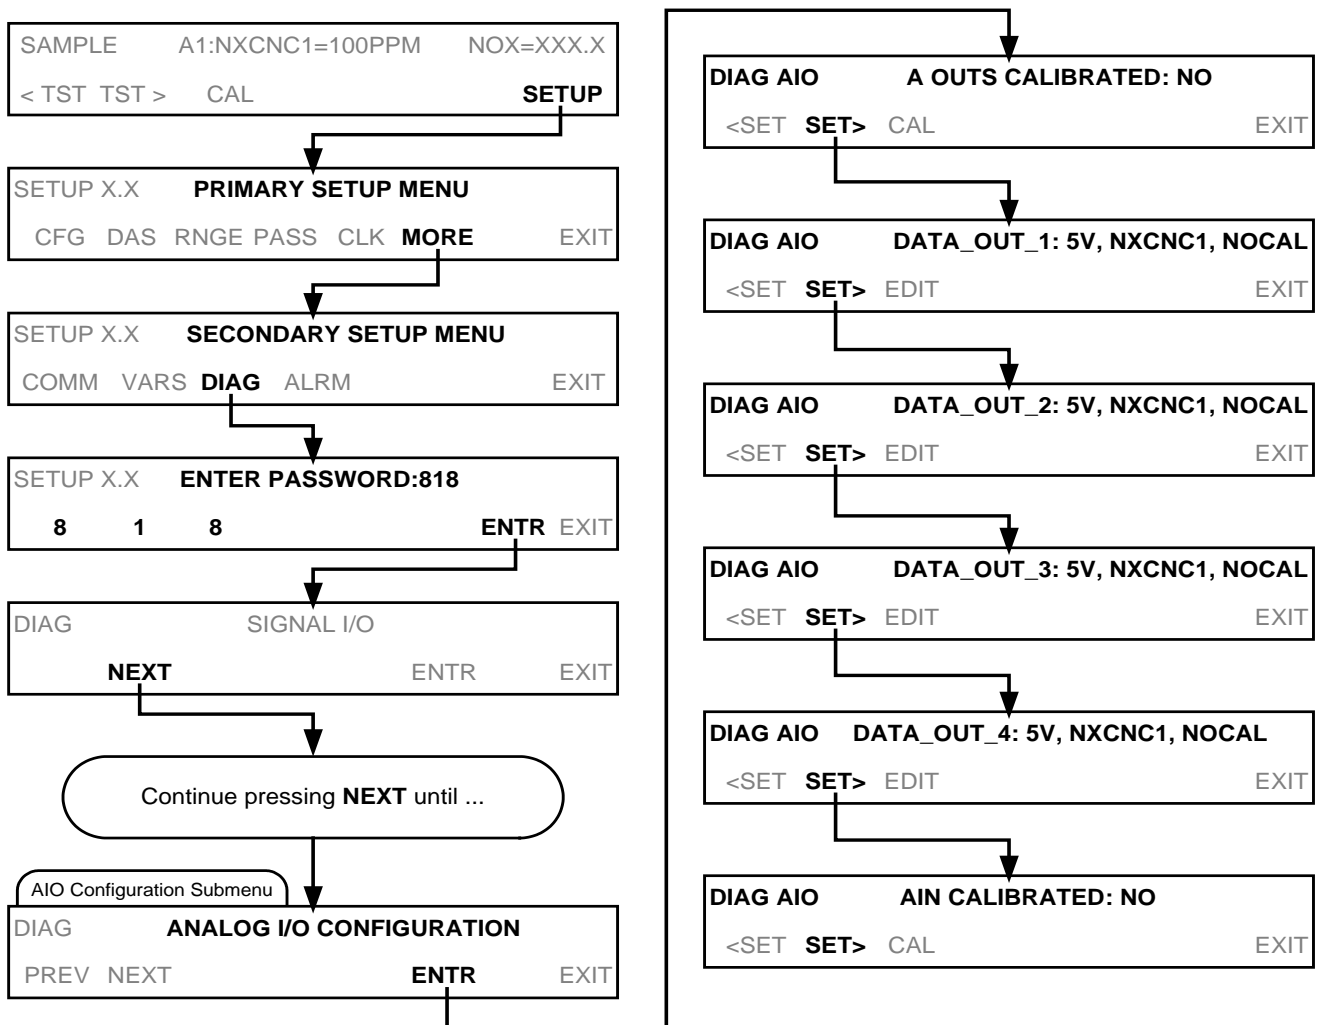 SAMPLE A1:NXCNC1=100PPM NOX=XXX.X
< TST TST > CAL SETUP
SETUP X.X PRIMARY SETUP MENU
CFG DAS RNGE PASS CLK MORE EXIT
SETUP X.X SECONDARY SETUP MENU
COMM VARS DIAG ALRM EXIT
SETUP X.X ENTER PASSWORD:818
8 1 8 ENTR EXIT
DIAG SIGNAL I/O
NEXT ENTR EXIT
Continue pressing NEXT until ...
AIO Configuration Submenu
DIAG ANALOG I/O CONFIGURATION
PREV NEXT ENTR EXIT
DIAG AIO A OUTS CALIBRATED: NO
<SET SET> CAL EXIT
DIAG AIO DATA_OUT_1: 5V, NXCNC1, NOCAL
<SET SET> EDIT EXIT
DIAG AIO DATA_OUT_2: 5V, NXCNC1, NOCAL
<SET SET> EDIT EXIT
DIAG AIO DATA_OUT_3: 5V, NXCNC1, NOCAL
<SET SET> EDIT EXIT
DIAG AIO DATA_OUT_4: 5V, NXCNC1, NOCAL
<SET SET> EDIT EXIT
DIAG AIO AIN CALIBRATED: NO
<SET SET> CAL EXIT